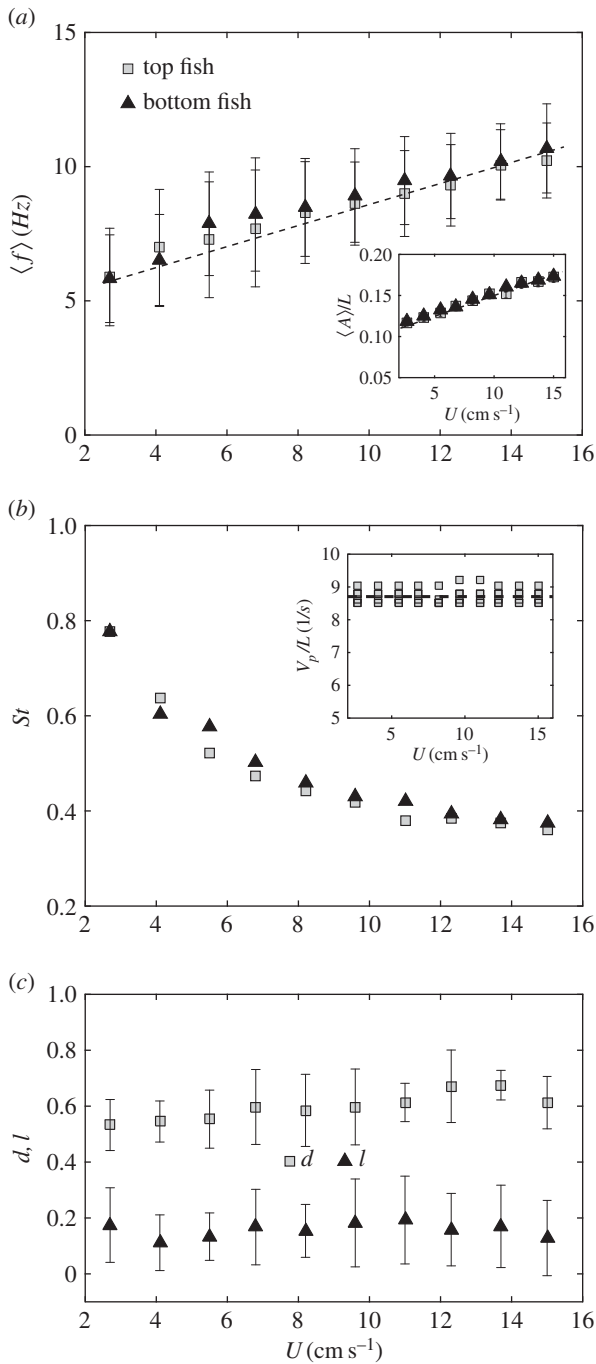 (a)
15
10
5
0
⟨f⟩ (Hz)
top fish
bottom fish
0.20
0.15
0.10
0.05
⟨A⟩/L
5 10 15
U (cm s⁻¹)
2 4 6 8 10 12 14 16
(b)
1.0
0.8
0.6
0.4
0.2
St
10
9
8
7
6
5
Vₚ/L (1/s)
5 10 15
U (cm s⁻¹)
2 4 6 8 10 12 14 16
(c)
1.0
0.8
0.6
0.4
0.2
0
d, l
d l
2 4 6 8 10 12 14 16
U (cm s⁻¹)